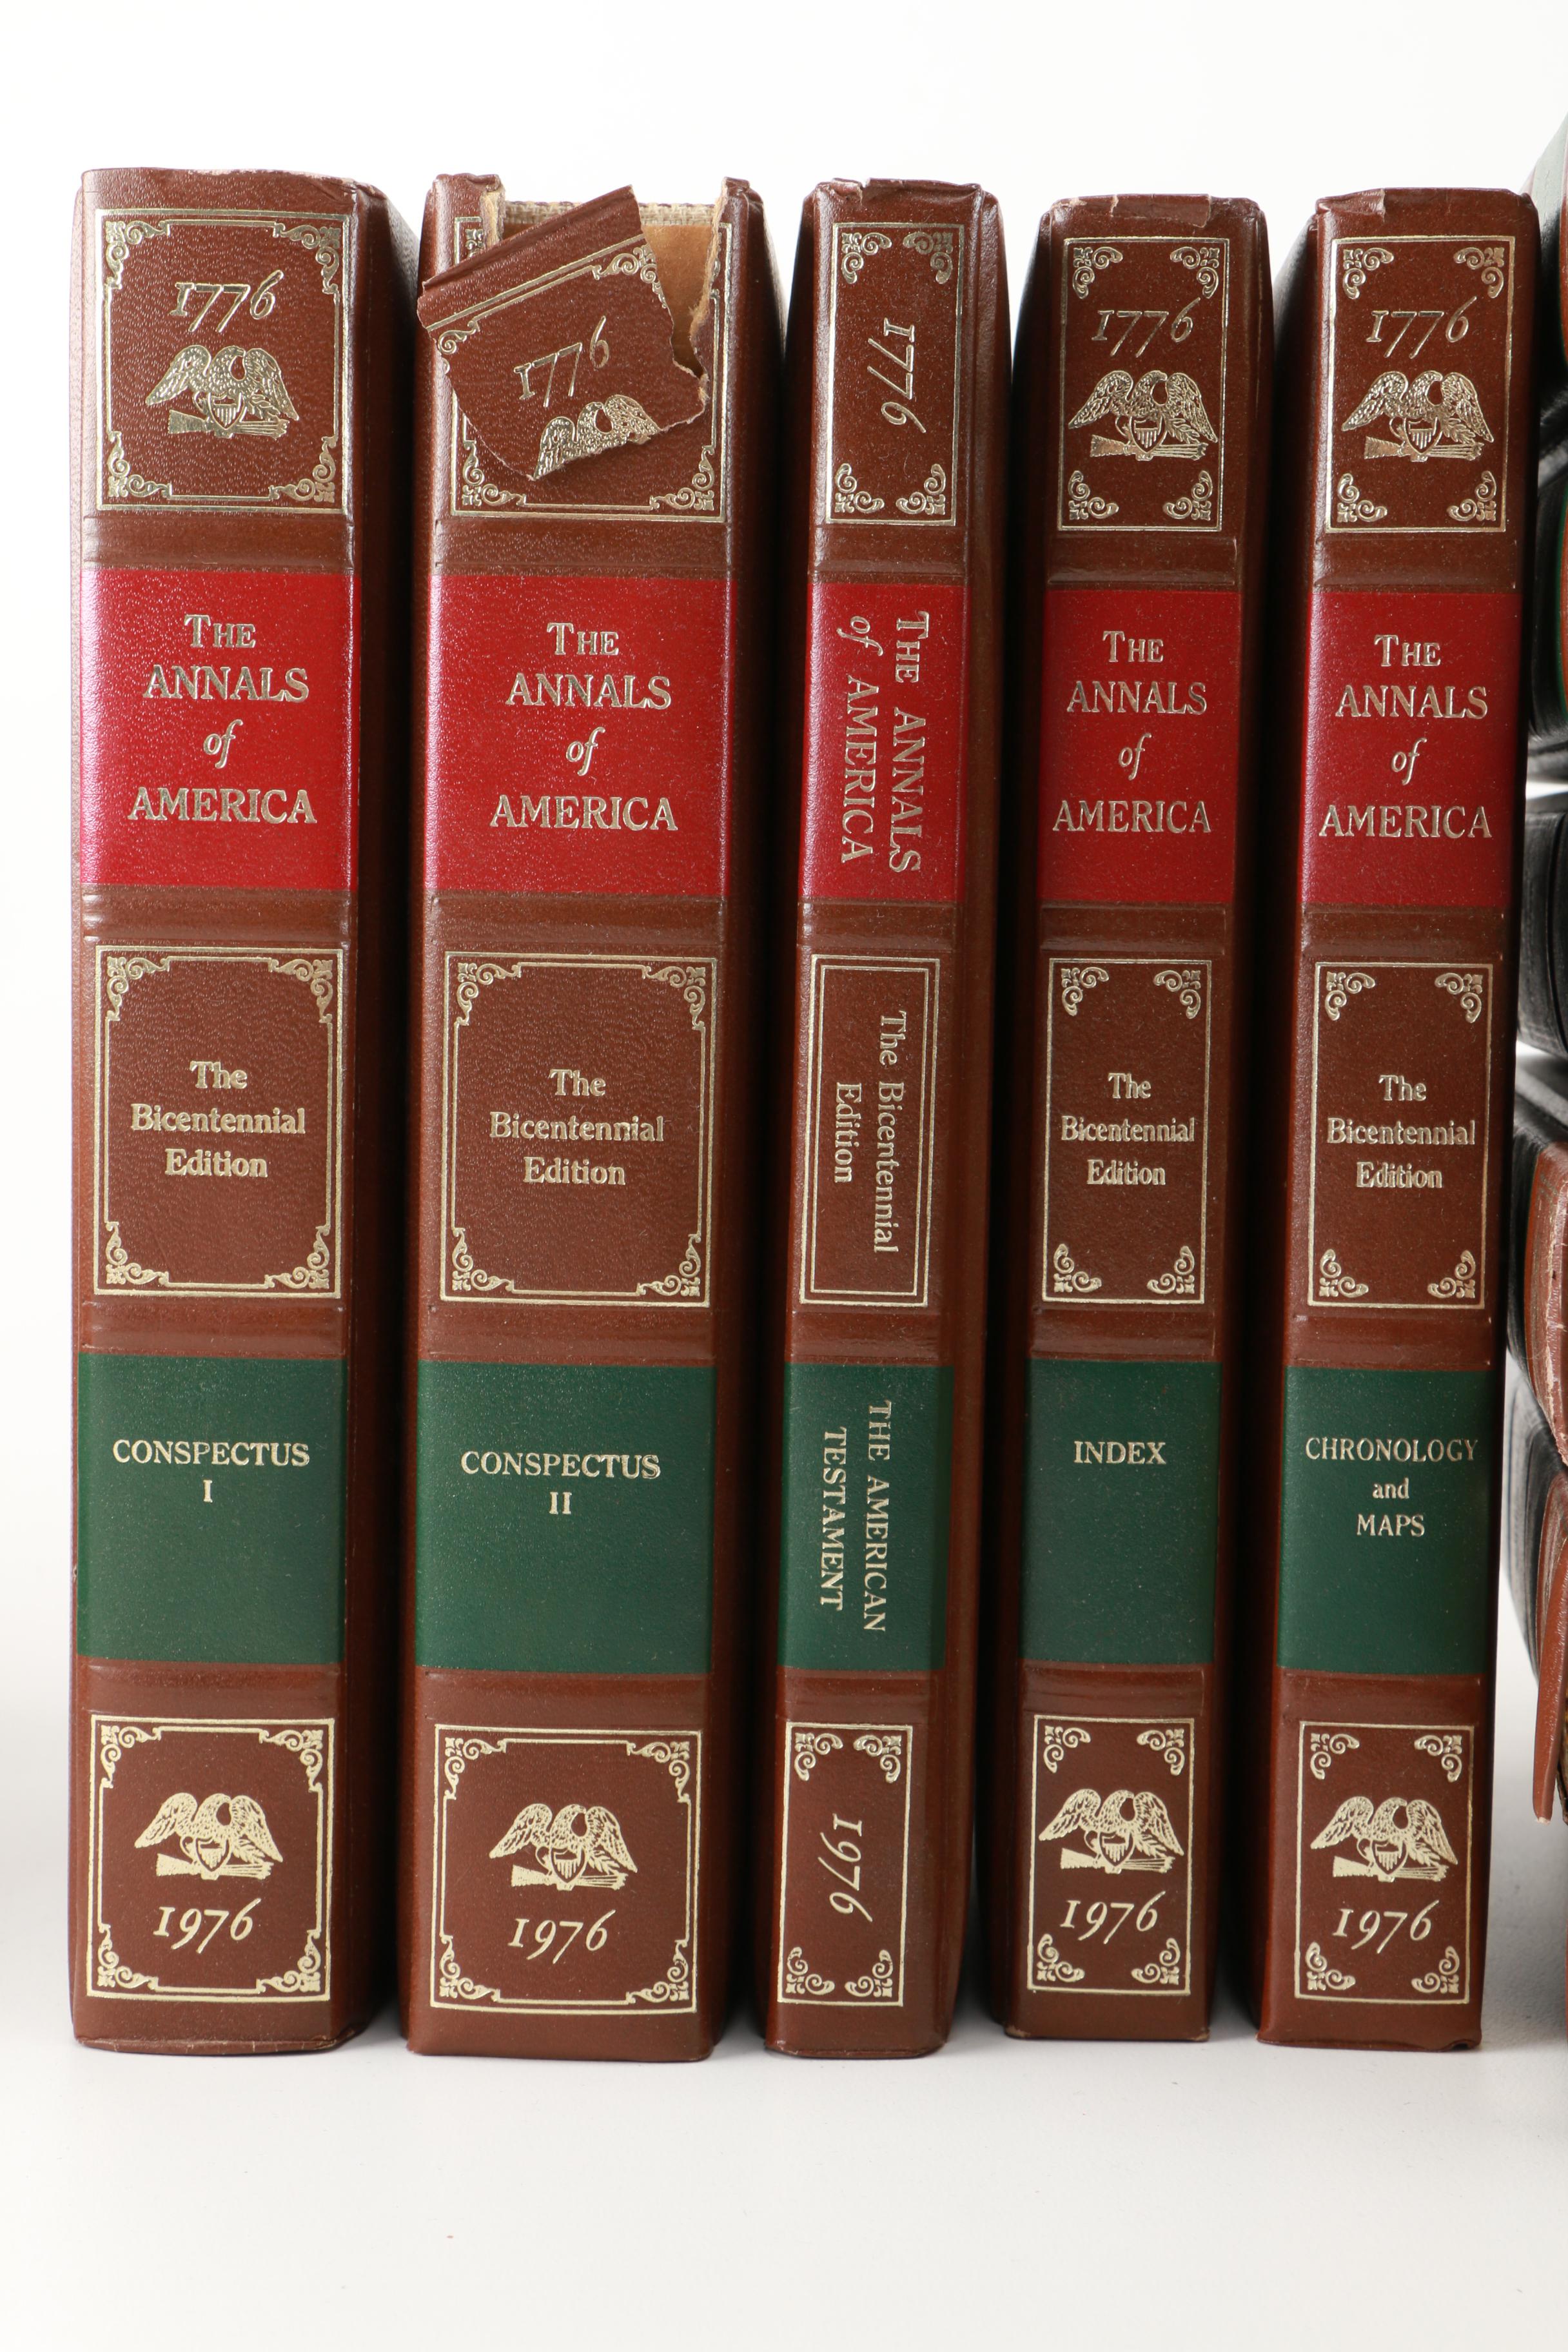 1776
THE
ANNALS
of
AMERICA
The
Bicentennial
Edition
CONSPECTUS
I
1976
1776
THE
ANNALS
of
AMERICA
The
Bicentennial
Edition
CONSPECTUS
II
1976
1776
THE ANNALS
of AMERICA
The Bicentennial
Edition
THE AMERICAN
TESTAMENT
1976
1776
THE
ANNALS
of
AMERICA
The
Bicentennial
Edition
INDEX
1976
1776
THE
ANNALS
of
AMERICA
The
Bicentennial
Edition
CHRONOLOGY
and
MAPS
1976